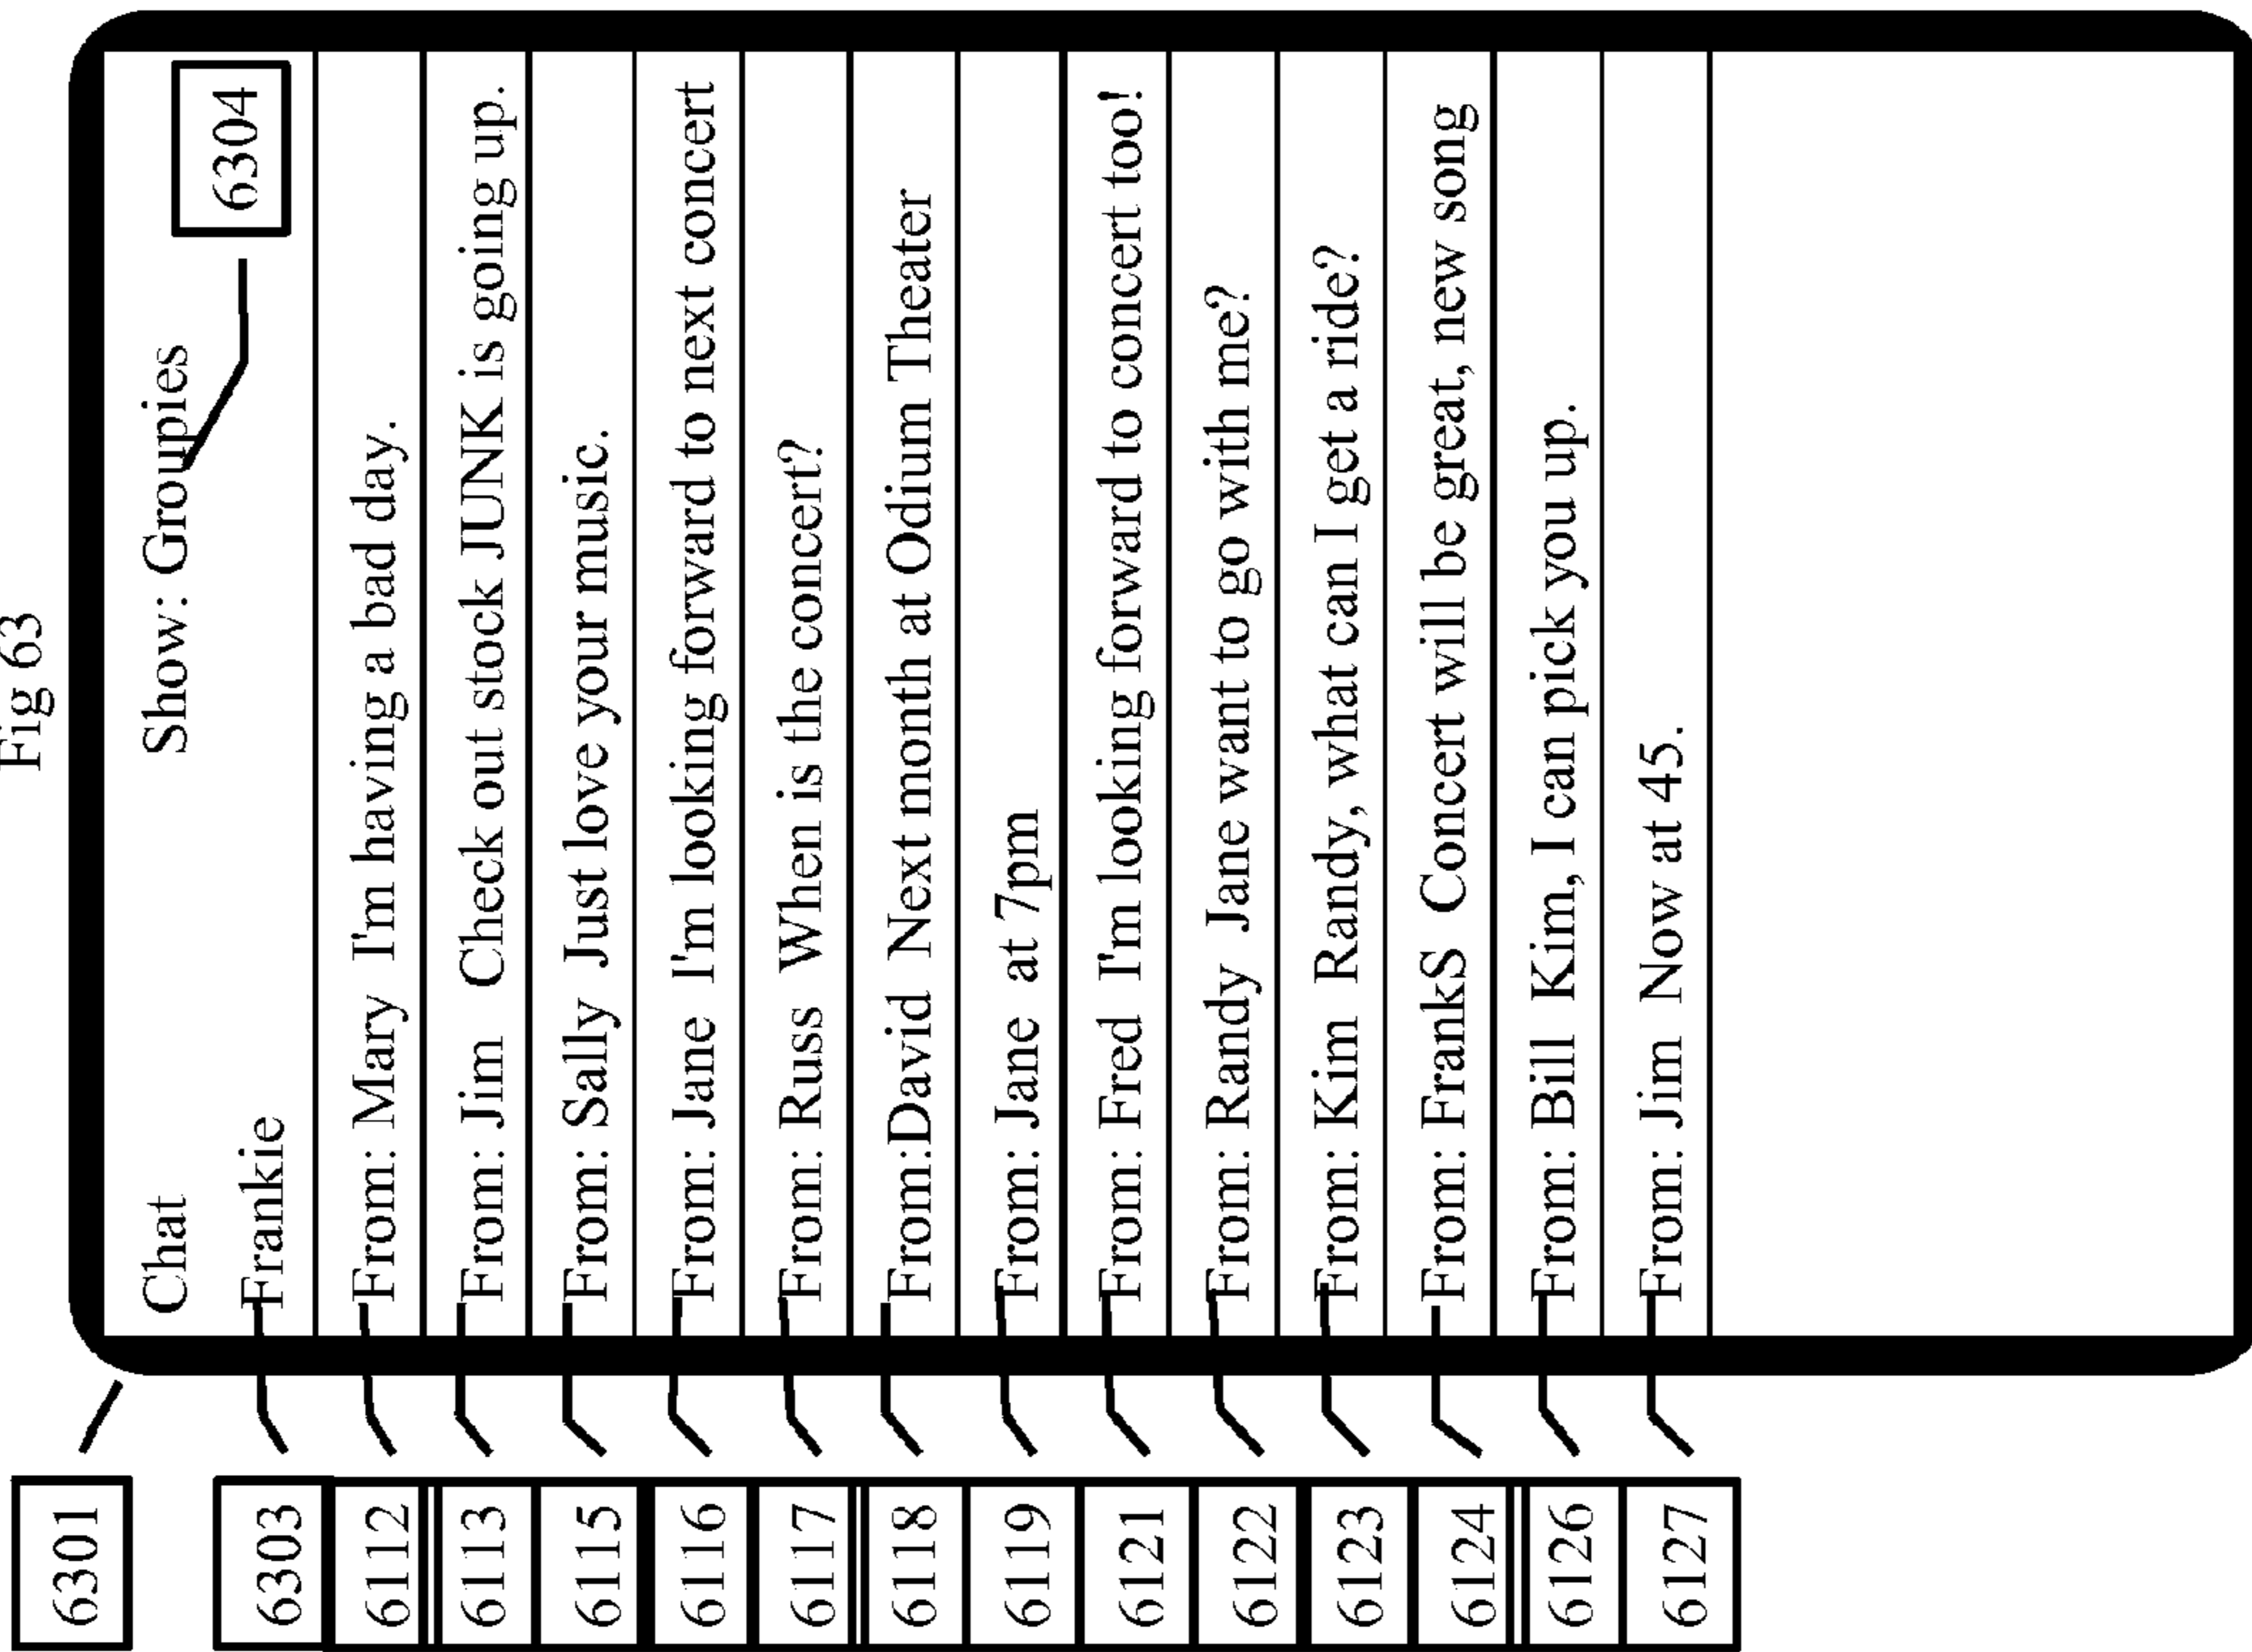 Fig 63
6301
Chat Show: Groupies
6303 Frankie 6304
6112 From: Mary I'm having a bad day.
6113 From: Jim Check out stock JUNK is going up.
6115 From: Sally Just love your music.
6116 From: Jane I'm looking forward to next concert
6117 From: Russ When is the concert?
6118 From:David Next month at Odium Theater
6119 From: Jane at 7pm
6121 From: Fred I'm looking forward to concert too!
6122 From: Randy Jane want to go with me?
6123 From: Kim Randy, what can I get a ride?
6124 From: FrankS Concert will be great, new song
6126 From: Bill Kim, I can pick you up.
6127 From: Jim Now at 45.